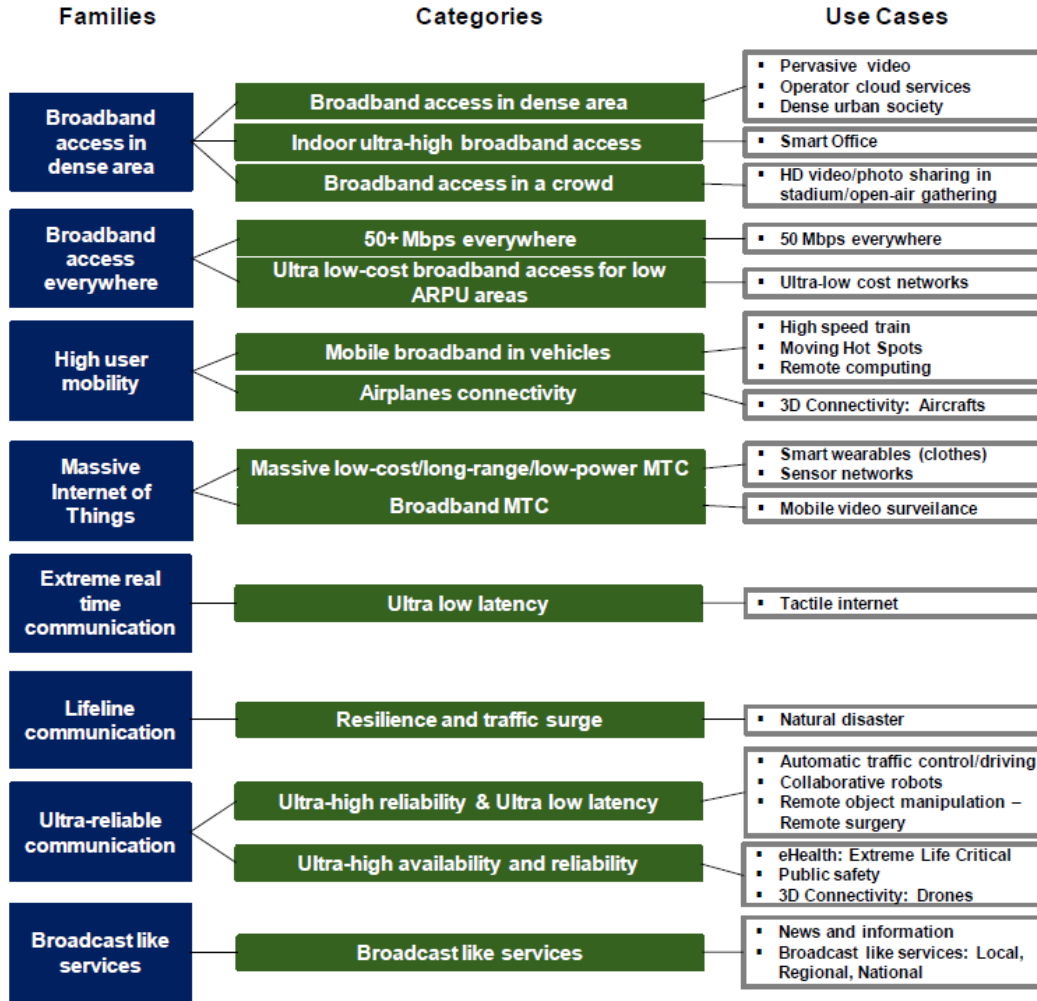 Families
Categories
Use Cases
Broadband
access in
dense area
Broadband access in dense area
▪ Pervasive video
▪ Operator cloud services
▪ Dense urban society
Indoor ultra-high broadband access
▪ Smart Office
Broadband access in a crowd
▪ HD video/photo sharing in
stadium/open-air gathering
Broadband
access
everywhere
50+ Mbps everywhere
▪ 50 Mbps everywhere
Ultra low-cost broadband access for low
ARPU areas
▪ Ultra-low cost networks
High user
mobility
Mobile broadband in vehicles
▪ High speed train
▪ Moving Hot Spots
▪ Remote computing
Airplanes connectivity
▪ 3D Connectivity: Aircrafts
Massive
Internet of
Things
Massive low-cost/long-range/low-power MTC
▪ Smart wearables (clothes)
▪ Sensor networks
Broadband MTC
▪ Mobile video surveilance
Extreme real
time
communication
Ultra low latency
▪ Tactile internet
Lifeline
communication
Resilience and traffic surge
▪ Natural disaster
Ultra-reliable
communication
Ultra-high reliability & Ultra low latency
▪ Automatic traffic control/driving
▪ Collaborative robots
▪ Remote object manipulation –
Remote surgery
Ultra-high availability and reliability
▪ eHealth: Extreme Life Critical
▪ Public safety
▪ 3D Connectivity: Drones
Broadcast like
services
Broadcast like services
▪ News and information
▪ Broadcast like services: Local,
Regional, National